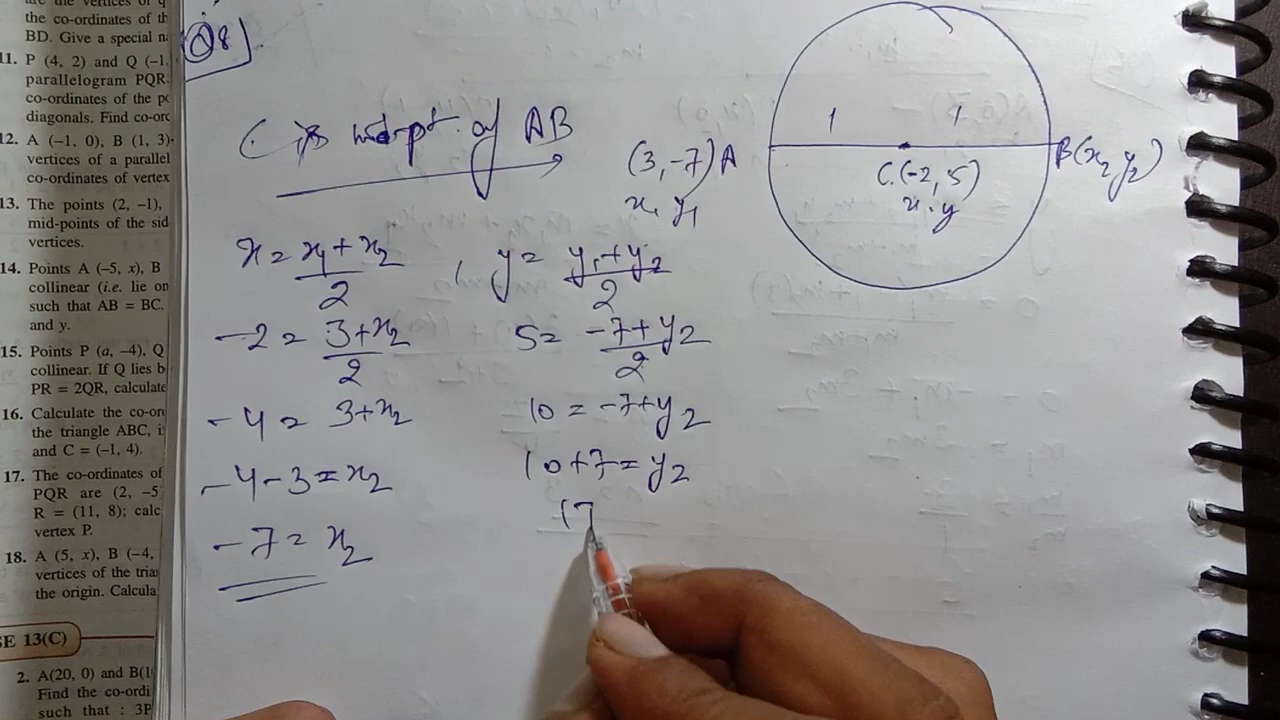 the co-ordinates of th
BD. Give a special n
11. P (4, 2) and Q (–1,
parallelogram PQR
co-ordinates of the p
diagonals. Find co-ord
12. A (–1, 0), B (1, 3)
vertices of a parallel
co-ordinates of vertex
13. The points (2, –1),
mid-points of the sid
vertices.
14. Points A (–5, x), B
collinear (i.e. lie on
such that AB = BC.
and y.
15. Points P (a, –4), Q
collinear. If Q lies b
PR = 2QR, calculate
16. Calculate the co-or
the triangle ABC, i
and C = (–1, 4).
17. The co-ordinates of
PQR are (2, –5
R = (11, 8); calc
vertex P.
18. A (5, x), B (–4,
vertices of the tria
the origin. Calcula
SE 13(C)
2. A(20, 0) and B(1
Find the co-ordi
such that : 3P
Q8
C is mid-pt. of AB
1 1
(3, -7) A
x1 y1
C.(-2, 5)
x, y
B(x2 y2)
x = x1 + x2 / 2 , y = y1 + y2 / 2
-2 = 3+x2 / 2 5 = -7+y2 / 2
-4 = 3+x2 10 = -7+y2
-4-3 = x2 10+7 = y2
-7 = x2 17